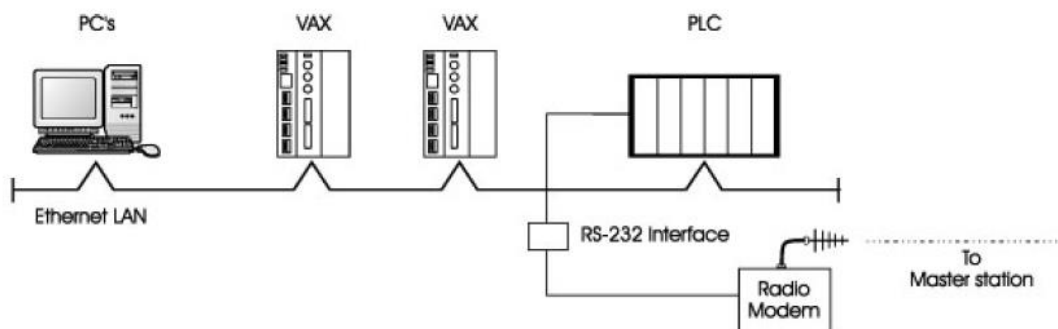 PC's
VAX
VAX
PLC
Ethernet LAN
RS-232 Interface
To
Master station
Radio
Modem